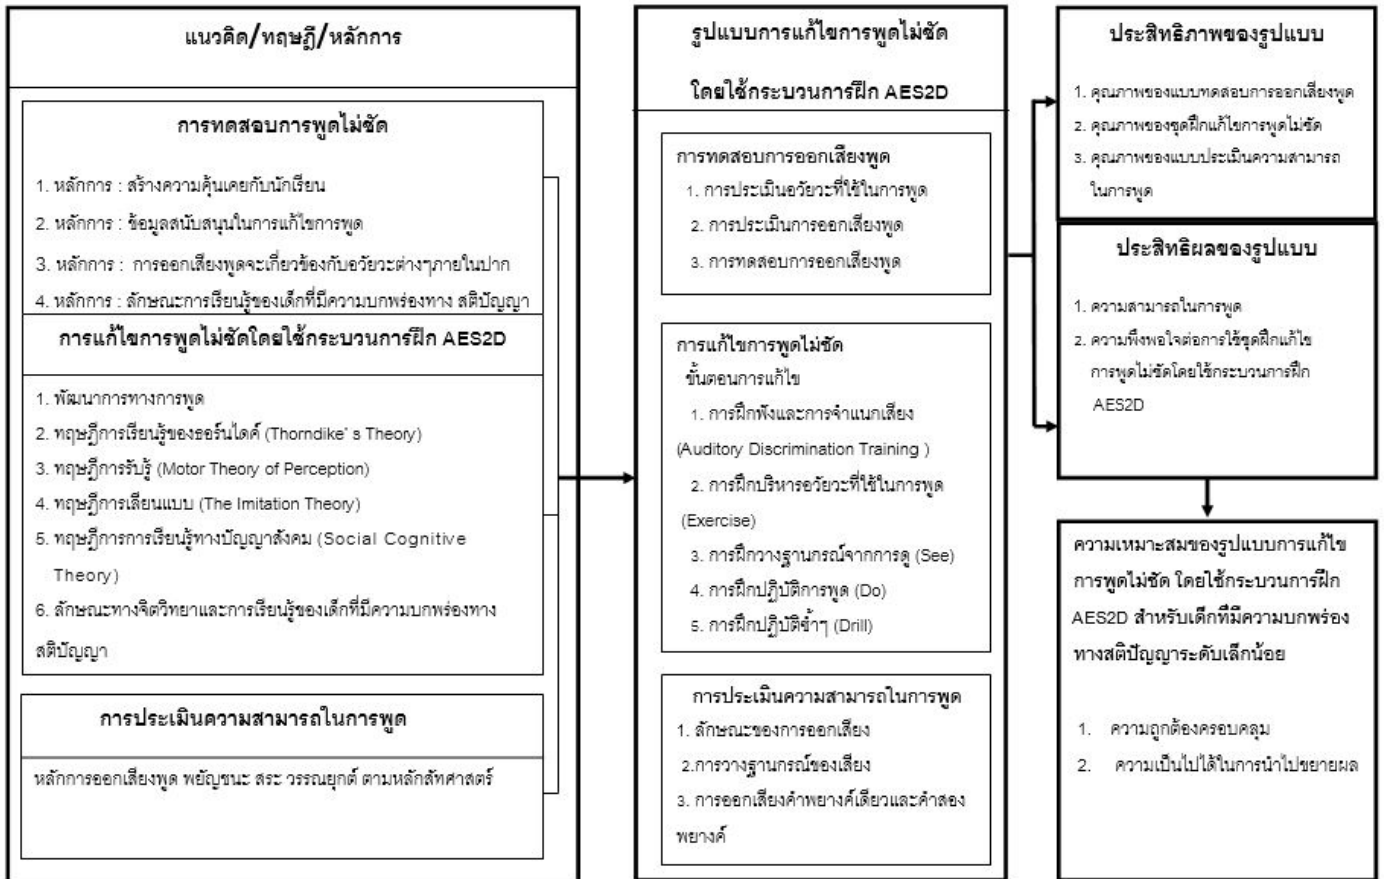 แนวคิด/ทฤษฎี/หลักการ
การทดสอบการพูดไม่ชัด
1. หลักการ : สร้างความคุ้นเคยกับนักเรียน
2. หลักการ : ข้อมูลสนับสนุนในการแก้ไขการพูด
3. หลักการ : การออกเสียงพูดจะเกี่ยวข้องกับอวัยวะต่างๆภายในปาก
4. หลักการ : ลักษณะการเรียนรู้ของเด็กที่มีความบกพร่องทาง สติปัญญา
การแก้ไขการพูดไม่ชัดโดยใช้กระบวนการฝึก AES2D
1. พัฒนาการทางการพูด
2. ทฤษฎีการเรียนรู้ของธอร์นไดค์ (Thorndike' s Theory)
3. ทฤษฎีการรับรู้ (Motor Theory of Perception)
4. ทฤษฎีการเลียนแบบ (The Imitation Theory)
5. ทฤษฎีการการเรียนรู้ทางปัญญาสังคม (Social Cognitive
Theory)
6. ลักษณะทางจิตวิทยาและการเรียนรู้ของเด็กที่มีความบกพร่องทาง
สติปัญญา
การประเมินความสามารถในการพูด
หลักการออกเสียงพูด พยัญชนะ สระ วรรณยุกต์ ตามหลักสัทศาสตร์
รูปแบบการแก้ไขการพูดไม่ชัด
โดยใช้กระบวนการฝึก AES2D
การทดสอบการออกเสียงพูด
1. การประเมินอวัยวะที่ใช้ในการพูด
2. การประเมินการออกเสียงพูด
3. การทดสอบการออกเสียงพูด
การแก้ไขการพูดไม่ชัด
ขั้นตอนการแก้ไข
1. การฝึกฟังและการจำแนกเสียง
(Auditory Discrimination Training )
2. การฝึกบริหารอวัยวะที่ใช้ในการพูด
(Exercise)
3. การฝึกวางฐานกรณ์จากการดู (See)
4. การฝึกปฏิบัติการพูด (Do)
5. การฝึกปฏิบัติซ้ำๆ (Drill)
การประเมินความสามารถในการพูด
1. ลักษณะของการออกเสียง
2.การวางฐานกรณ์ของเสียง
3. การออกเสียงคำพยางค์เดียวและคำสอง
พยางค์
ประสิทธิภาพของรูปแบบ
1. คุณภาพของแบบทดสอบการออกเสียงพูด
2. คุณภาพของชุดฝึกแก้ไขการพูดไม่ชัด
3. คุณภาพของแบบประเมินความสามารถ
ในการพูด
ประสิทธิผลของรูปแบบ
1. ความสามารถในการพูด
2. ความพึงพอใจต่อการใช้ชุดฝึกแก้ไข
การพูดไม่ชัดโดยใช้กระบวนการฝึก
AES2D
ความเหมาะสมของรูปแบบการแก้ไข
การพูดไม่ชัด โดยใช้กระบวนการฝึก
AES2D สำหรับเด็กที่มีความบกพร่อง
ทางสติปัญญาระดับเล็กน้อย
1. ความถูกต้องครอบคลุม
2. ความเป็นไปได้ในการนำไปขยายผล